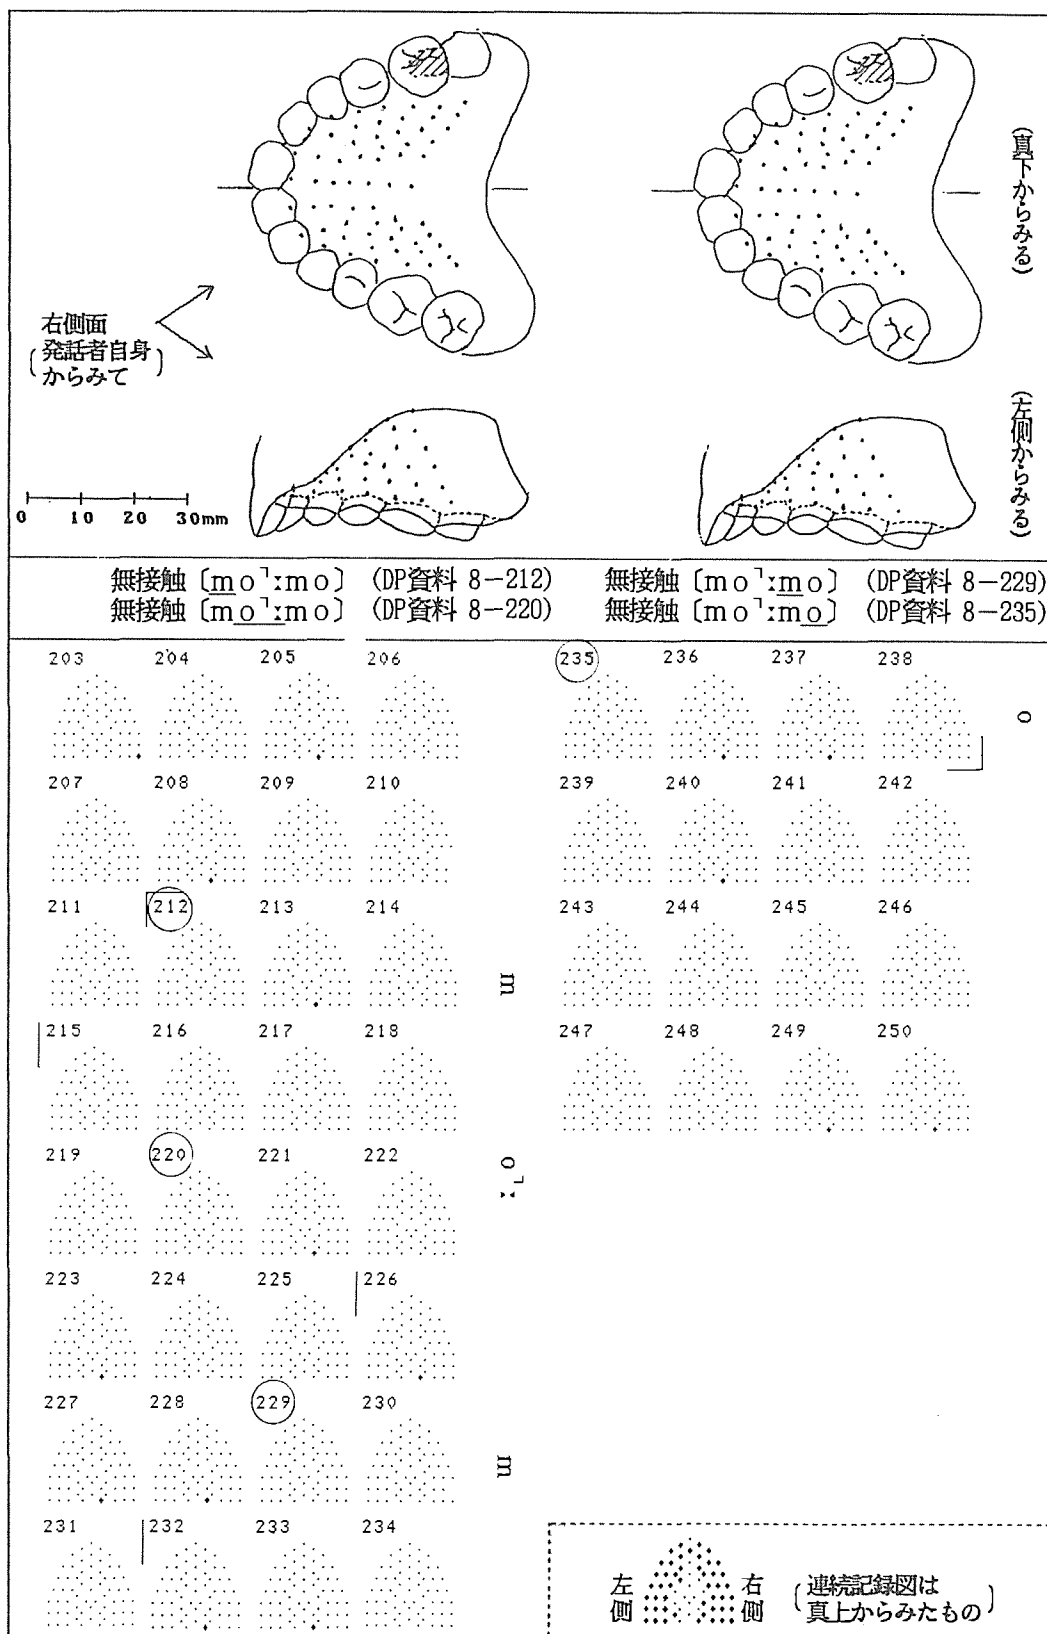 (真下からみる)
右側面
(発話者自身
からみて)
(左側からみる)
0 10 20 30mm
無接触 〔mo˥ːmo〕 (DP資料 8-212) 無接触 〔mo˥ːmo〕 (DP資料 8-229)
無接触 〔mo˥ːmo〕 (DP資料 8-220) 無接触 〔mo˥ːmo〕 (DP資料 8-235)
203 204 205 206
207 208 209 210
211 212 213 214
m
215 216 217 218
219 220 221 222
o˥ː
223 224 225 226
227 228 229 230
m
231 232 233 234
235 236 237 238
o
239 240 241 242
243 244 245 246
247 248 249 250
左側 右側 (連続記録図は
真上からみたもの)